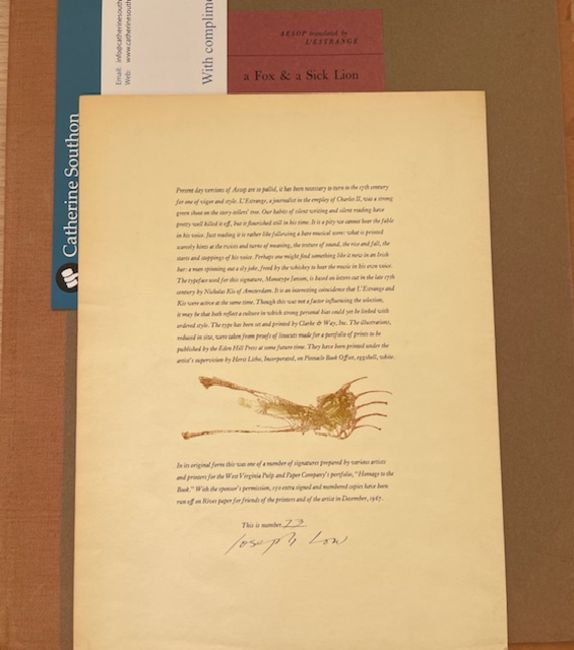 Email: info@catherinesouth
Web: www.catherinesouth
With complime
AESOP translated by
L'ESTRANGE
a Fox & a Sick Lion
Catherine Southon
Present day versions of Aesop are so pallid, it has been necessary to turn to the 17th century
for one of vigor and style. L'Estrange, a journalist in the employ of Charles II, was a strong
green shoot on the story tellers' tree. Our habits of silent writing and silent reading have
pretty well killed it off, but it flourished still in his time. It is a pity we cannot hear the fable
in his voice. Just reading it is rather like following a bare musical score: what is printed
scarcely hints at the twists and turns of meaning, the texture of sound, the rise and fall, the
starts and stoppings of his voice. Perhaps one might find something like it now in an Irish
bar: a man spinning out a sly joke, freed by the whiskey to hear the music in his own voice.
The typeface used for this signature, Monotype Janson, is based on letters cut in the late 17th
century by Nicholas Kis of Amsterdam. It is an interesting coincidence that L'Estrange and
Kis were active at the same time. Though this was not a factor influencing the selection,
it may be that both reflect a culture in which strong personal bias could yet be linked with
ordered style. The type has been set and printed by Clarke & Way, Inc. The illustrations,
reduced in size, were taken from proofs of linocuts made for a portfolio of prints to be
published by the Eden Hill Press at some future time. They have been printed under the
artist's supervision by Horst Litho, Incorporated, on Pinnacle Book Offset, eggshell, white.
In its original form this was one of a number of signatures prepared by various artists
and printers for the West Virginia Pulp and Paper Company's portfolio, "Homage to the
Book." With the sponsor's permission, 150 extra signed and numbered copies have been
run off on Rives paper for friends of the printers and of the artist in December, 1967.
This is number 73
Joseph Low